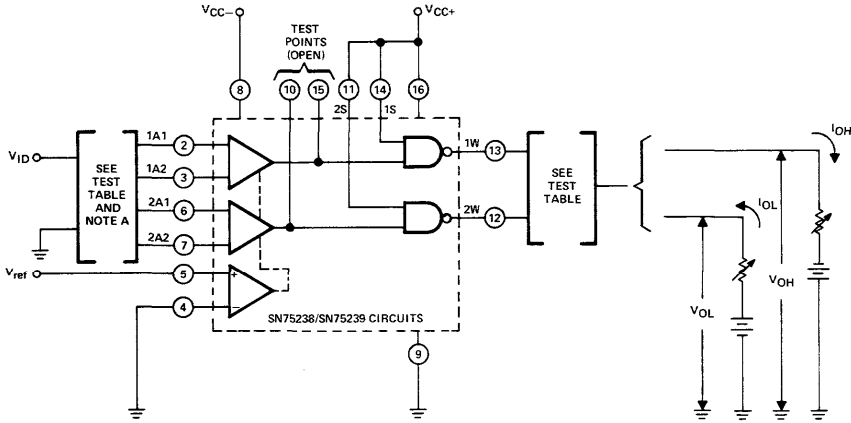 VCC−
TEST
POINTS
(OPEN)
VCC+
8
10
15
11
14
16
2S
1S
VID
SEE
TEST
TABLE
AND
NOTE A
1A1
2
1A2
3
2A1
6
2A2
7
Vref
5
+
4
−
1W
13
2W
12
SEE
TEST
TABLE
IOH
IOL
VOH
VOL
SN75238/SN75239 CIRCUITS
9